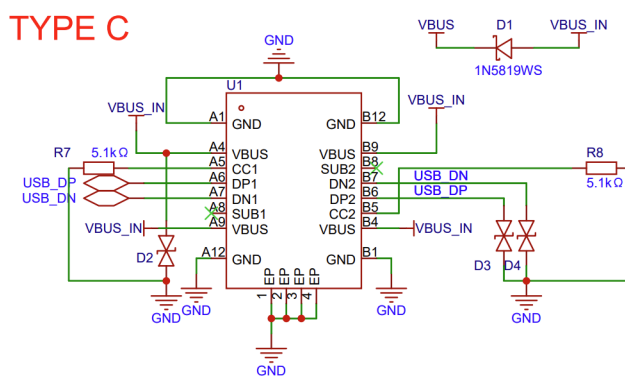 TYPE C
VBUS D1 VBUS_IN
1N5819WS
GND
U1
VBUS_IN VBUS_IN
A1 GND GND B12
A4 VBUS VBUS B9
R7 5.1kΩ A5 CC1 SUB2 B8 R8
USB_DP A6 DP1 DN2 B7 USB_DN 5.1kΩ
USB_DN A7 DN1 DP2 B6 USB_DP
A8 SUB1 CC2 B5
VBUS_IN A9 VBUS VBUS B4 VBUS_IN
D2 A12 GND GND B1 D3 D4
EP EP EP EP
1 2 3 4
GND GND GND GND
GND